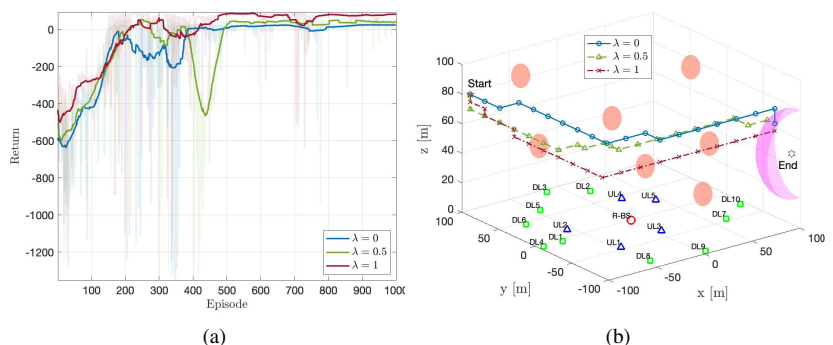 0
-200
-400
-600
-800
-1000
-1200
Return
100 200 300 400 500 600 700 800 900 1000
Episode
λ = 0
λ = 0.5
λ = 1
(a)
100
80
60
40
20
0
z [m]
100
50
0
-50
-100
y [m]
-100
-50
0
50
100
x [m]
λ = 0
λ = 0.5
λ = 1
Start
End
DL3
DL2
UL4
UL5
DL10
DL5
DL7
DL6
UL2
R-BS
UL3
DL4
DL1
UL1
DL8
DL9
(b)